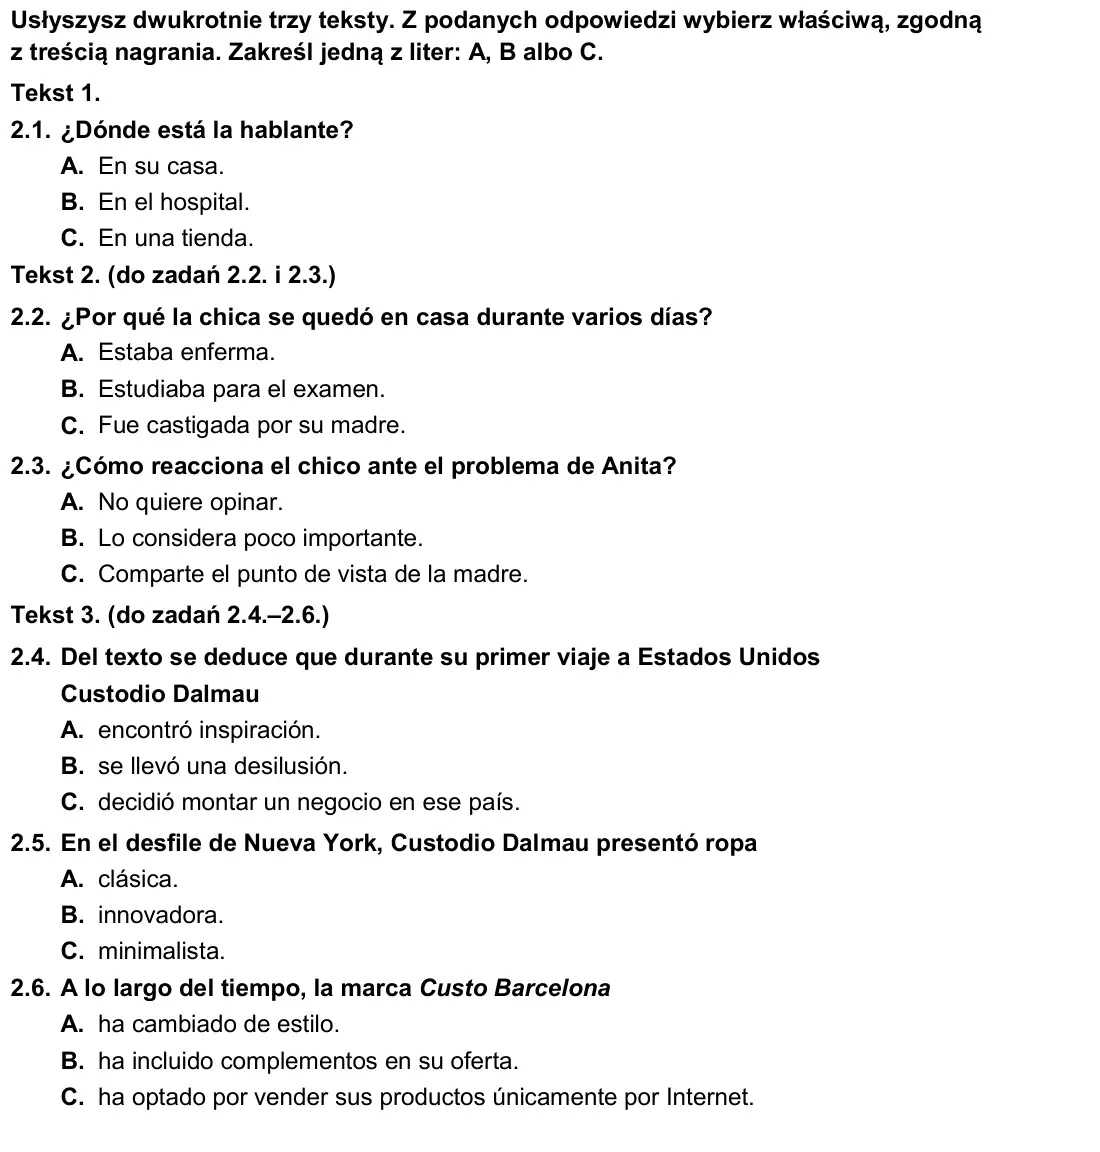 Usłyszysz dwukrotnie trzy teksty. Z podanych odpowiedzi wybierz właściwą, zgodną
z treścią nagrania. Zakreśl jedną z liter: A, B albo C.
Tekst 1.
2.1. ¿Dónde está la hablante?
A. En su casa.
B. En el hospital.
C. En una tienda.
Tekst 2. (do zadań 2.2. i 2.3.)
2.2. ¿Por qué la chica se quedó en casa durante varios días?
A. Estaba enferma.
B. Estudiaba para el examen.
C. Fue castigada por su madre.
2.3. ¿Cómo reacciona el chico ante el problema de Anita?
A. No quiere opinar.
B. Lo considera poco importante.
C. Comparte el punto de vista de la madre.
Tekst 3. (do zadań 2.4.–2.6.)
2.4. Del texto se deduce que durante su primer viaje a Estados Unidos
Custodio Dalmau
A. encontró inspiración.
B. se llevó una desilusión.
C. decidió montar un negocio en ese país.
2.5. En el desfile de Nueva York, Custodio Dalmau presentó ropa
A. clásica.
B. innovadora.
C. minimalista.
2.6. A lo largo del tiempo, la marca Custo Barcelona
A. ha cambiado de estilo.
B. ha incluido complementos en su oferta.
C. ha optado por vender sus productos únicamente por Internet.